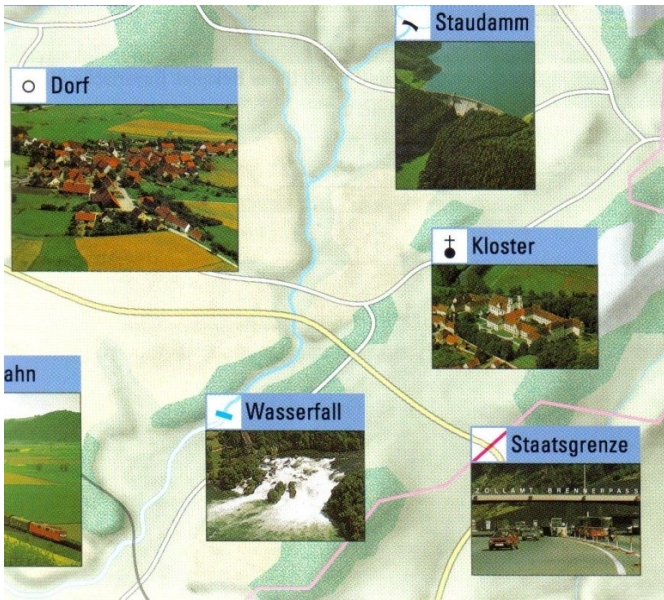 Staudamm
Dorf
Kloster
ahn
Wasserfall
Staatsgrenze
ZOLLAMT BRENNERPASS